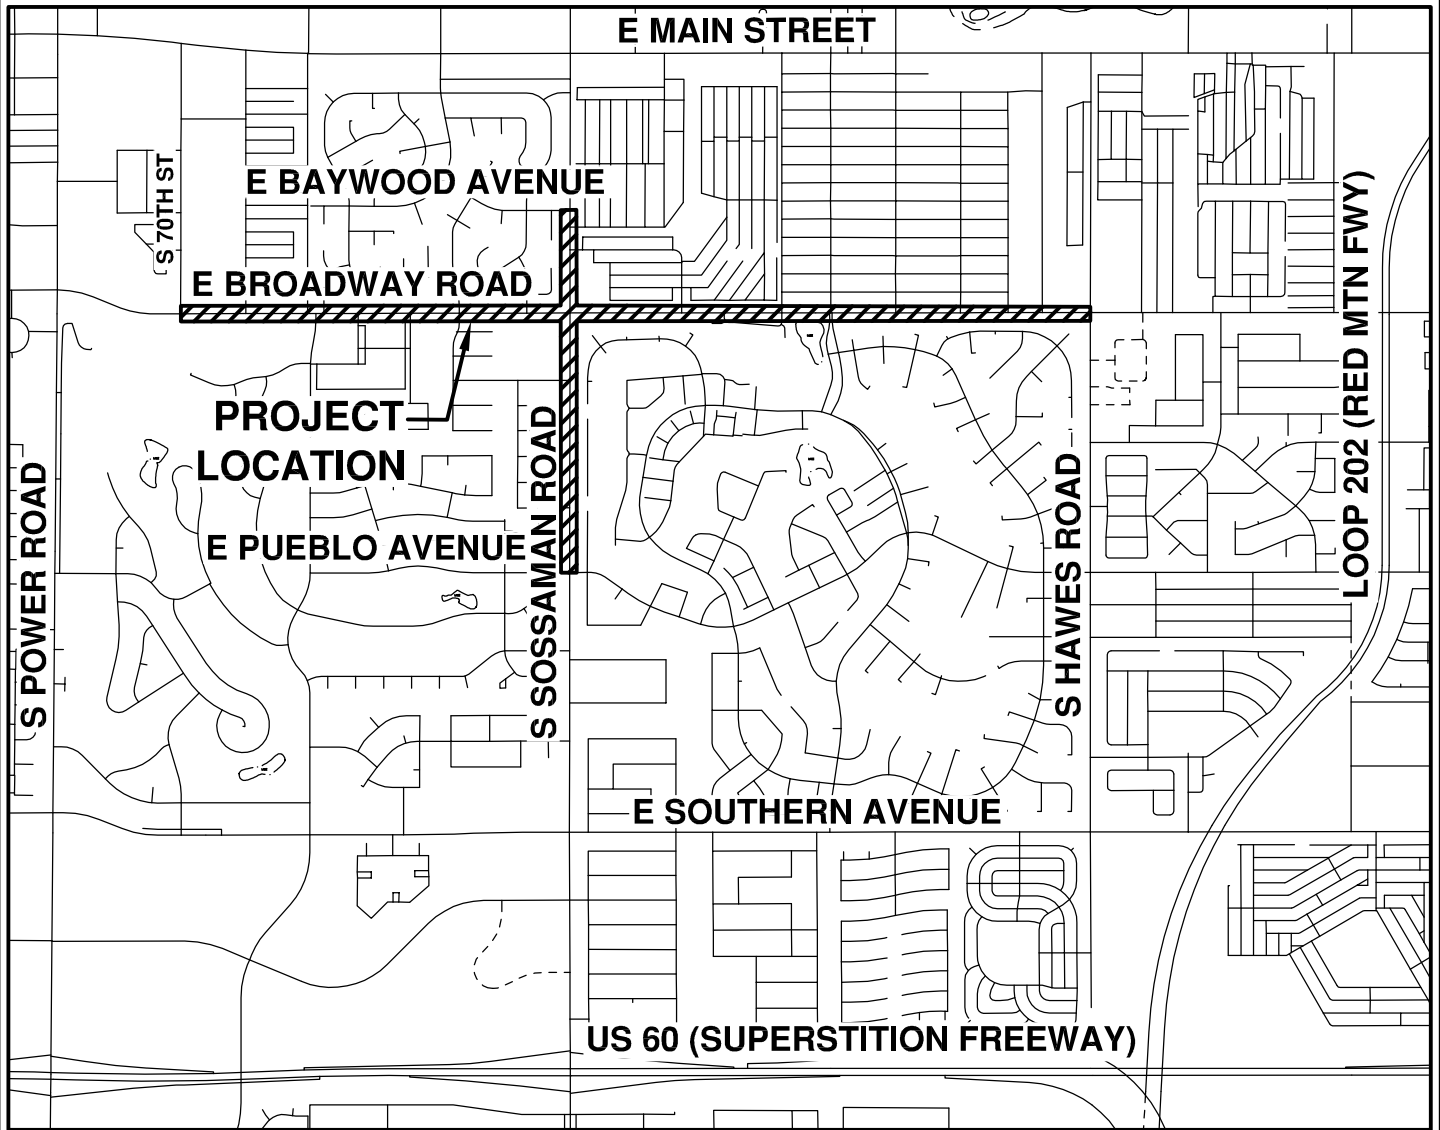 E MAIN STREET
E BAYWOOD AVENUE
S 70TH ST
E BROADWAY ROAD
LOOP 202 (RED MTN FWY)
PROJECT
LOCATION
S SOSSAMAN ROAD
S HAWES ROAD
S POWER ROAD
E PUEBLO AVENUE
E SOUTHERN AVENUE
US 60 (SUPERSTITION FREEWAY)